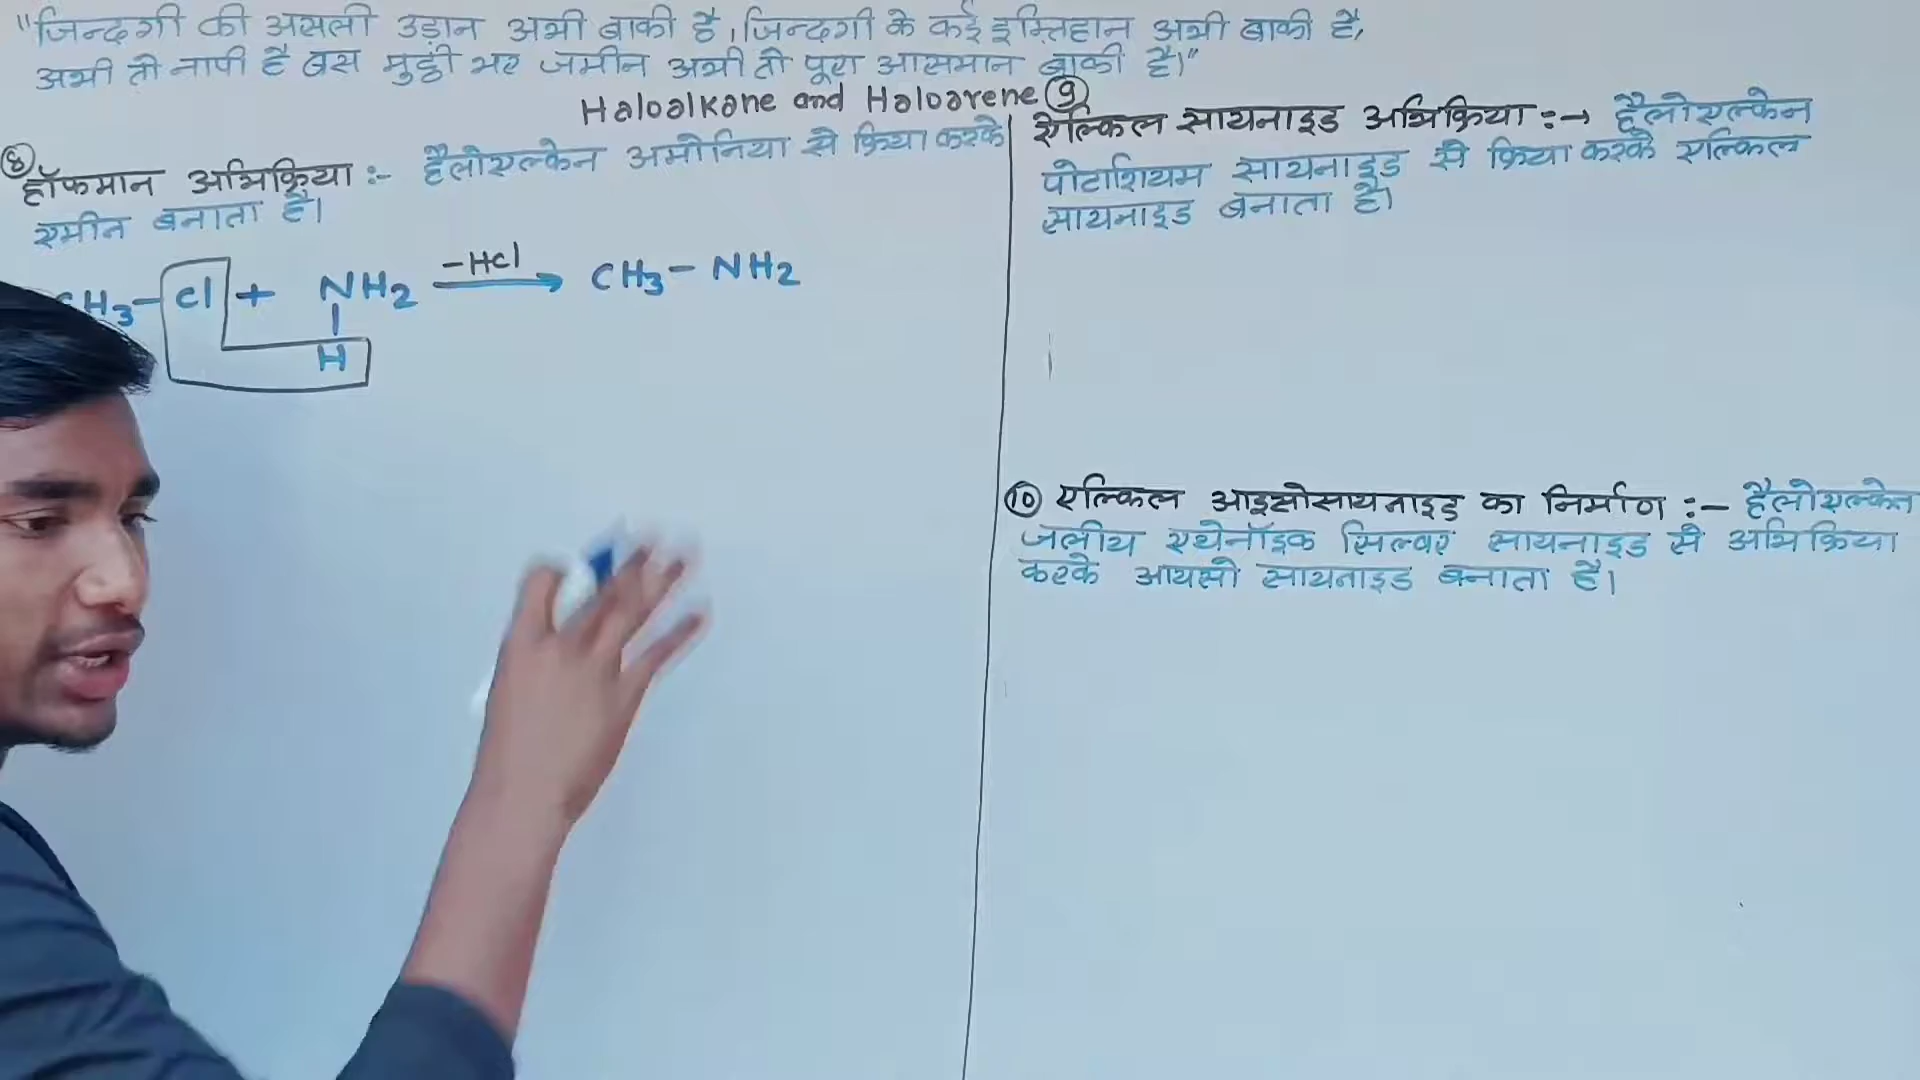 "जिन्दगी की असली उड़ान अभी बाकी है, जिन्दगी के कई इम्तिहान अभी बाकी है,
अभी तो नापी है बस मुठ्ठी भर जमीन अभी तो पूरा आसमान बाकी है।"
Haloalkane and Haloarene
⑧ हॉफमान अभिक्रिया :- हैलोएल्केन अमोनिया से क्रिया करके
एमीन बनाता है।
CH3-Cl + NH2 -HCl → CH3-NH2
H
⑨ ऐल्किल सायनाइड अभिक्रिया :→ हैलोएल्केन
पोटाशियम सायनाइड से क्रिया करके एल्किल
सायनाइड बनाता है।
⑩ एल्किल आइसोसायनाइड का निर्माण :- हैलोएल्केन
जलीय एथेनॉइक सिल्वर सायनाइड से अभिक्रिया
करके आयसो सायनाइड बनाता है।